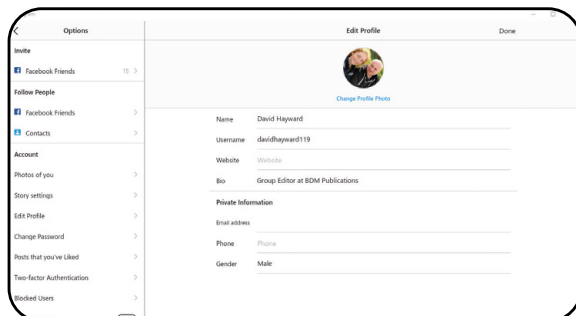 Options
Edit Profile
Done
Invite
Facebook Friends 15
Follow People
Facebook Friends
Contacts
Account
Photos of you
Story settings
Edit Profile
Change Password
Posts that you've Liked
Two-factor Authentication
Blocked Users
Change Profile Photo
Name David Hayward
Username davidhayward119
Website Website
Bio Group Editor at BDM Publications
Private Information
Email address
Phone Phone
Gender Male